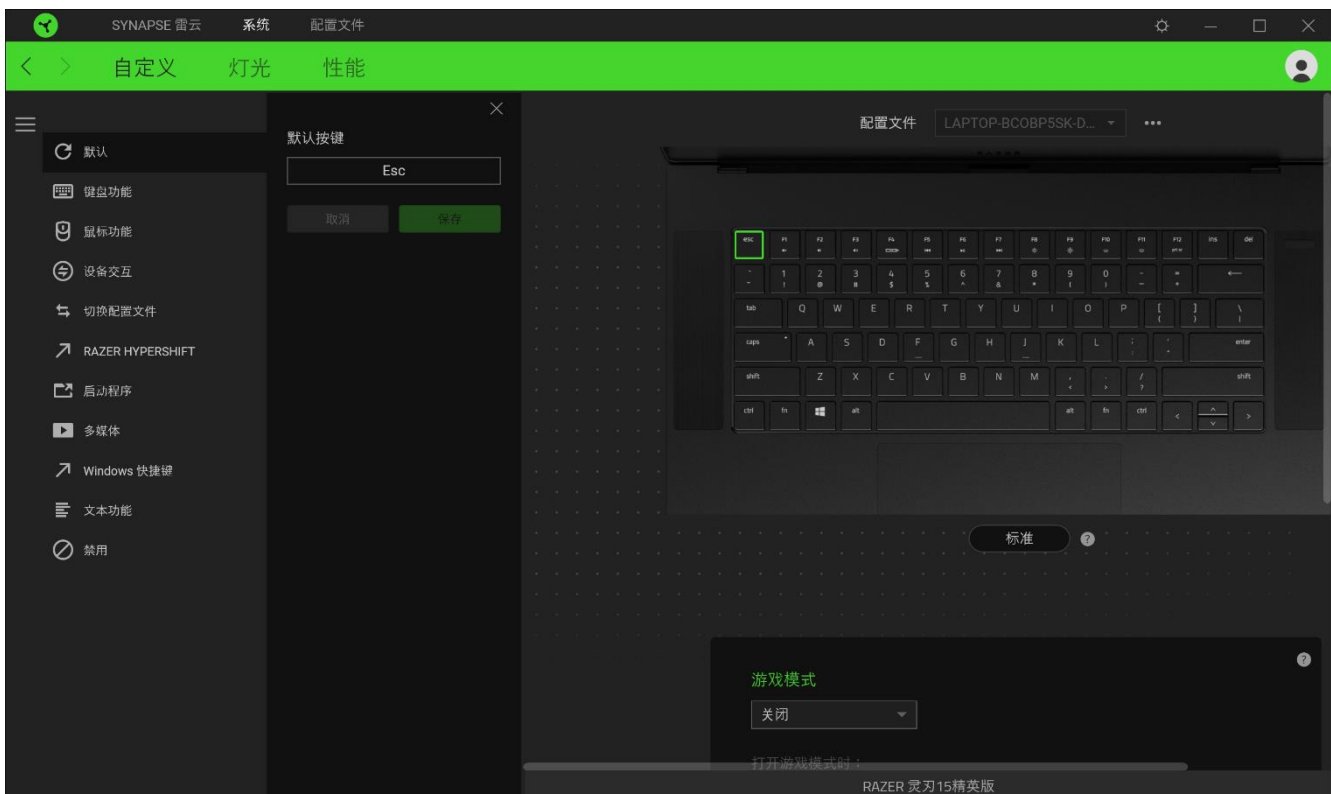 SYNAPSE 雷云 系统 配置文件
自定义 灯光 性能
配置文件 LAPTOP-BCOBP5SK-D... •••
默认
键盘功能
鼠标功能
设备交互
切换配置文件
RAZER HYPERSHIFT
启动程序
多媒体
Windows 快捷键
文本功能
禁用
默认按键
Esc
取消 保存
esc F1 F2 F3 F4 F5 F6 F7 F8 F9 F10 F11 F12 ins del
1 2 3 4 5 6 7 8 9 0
tab Q W E R T Y U I O P [ ] \
caps A S D F G H J K L enter
shift Z X C V B N M shift
ctrl fn alt alt fn ctrl
标准
游戏模式
关闭
打开游戏模式时：
RAZER 灵刃15精英版